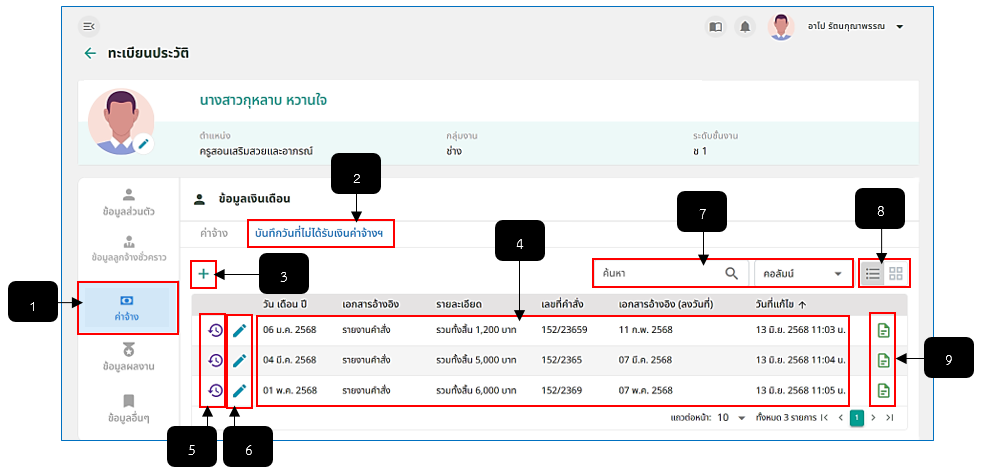 อาโป รัตนกุณาพรรณ
ทะเบียนประวัติ
นางสาวกุหลาบ หวานใจ
ตำแหน่ง กลุ่มงาน ระดับชั้นงาน
ครูสอนเสริมสวยและอาภรณ์ ช่าง ช 1
2
ข้อมูลส่วนตัว
ข้อมูลเงินเดือน
7
8
ค่าจ้าง บันทึกวันที่ไม่ได้รับเงินค่าจ้างฯ
4
ข้อมูลลูกจ้างชั่วคราว
3
ค้นหา
คอลัมน์
1
ค่าจ้าง
วัน เดือน ปี เอกสารอ้างอิง รายละเอียด เลขที่คำสั่ง เอกสารอ้างอิง (ลงวันที่) วันที่แก้ไข
06 ม.ค. 2568 รายงานคำสั่ง รวมทั้งสิ้น 1,200 บาท 152/23659 11 ก.พ. 2568 13 มิ.ย. 2568 11:03 น.
04 มี.ค. 2568 รายงานคำสั่ง รวมทั้งสิ้น 5,000 บาท 152/2365 07 มี.ค. 2568 13 มิ.ย. 2568 11:04 น.
9
ข้อมูลผลงาน
01 พ.ค. 2568 รายงานคำสั่ง รวมทั้งสิ้น 6,000 บาท 152/2369 07 พ.ค. 2568 13 มิ.ย. 2568 11:05 น.
ข้อมูลอื่นๆ
แถวต่อหน้า: 10 ทั้งหมด 3 รายการ 1
5
6